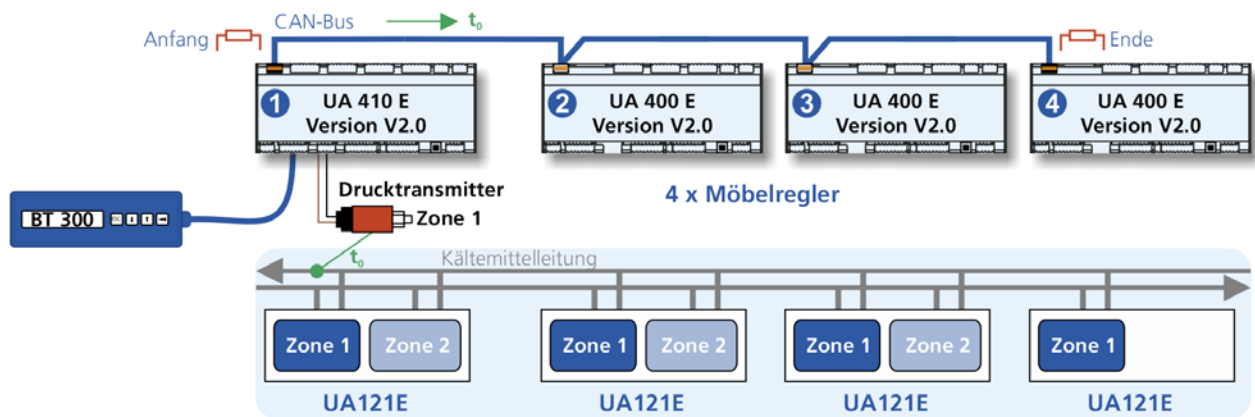 CAN-Bus
t₀
Anfang
Ende
1
UA 410 E
Version V2.0
2
UA 400 E
Version V2.0
3
UA 400 E
Version V2.0
4
UA 400 E
Version V2.0
Drucktransmitter
Zone 1
4 x Möbelregler
BT 300
t₀
Kältemittelleitung
Zone 1
Zone 2
Zone 1
Zone 2
Zone 1
Zone 2
Zone 1
UA121E
UA121E
UA121E
UA121E